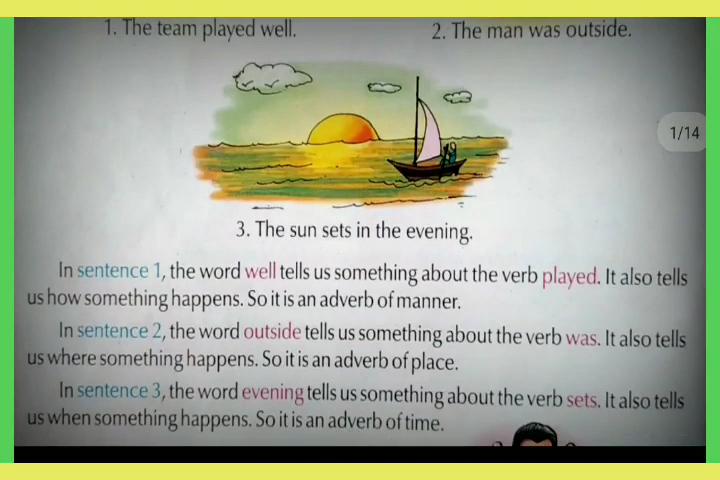 1. The team played well.
2. The man was outside.
1/14
3. The sun sets in the evening.
In sentence 1, the word well tells us something about the verb played. It also tells
us how something happens. So it is an adverb of manner.
In sentence 2, the word outside tells us something about the verb was. It also tells
us where something happens. So it is an adverb of place.
In sentence 3, the word evening tells us something about the verb sets. It also tells
us when something happens. So it is an adverb of time.